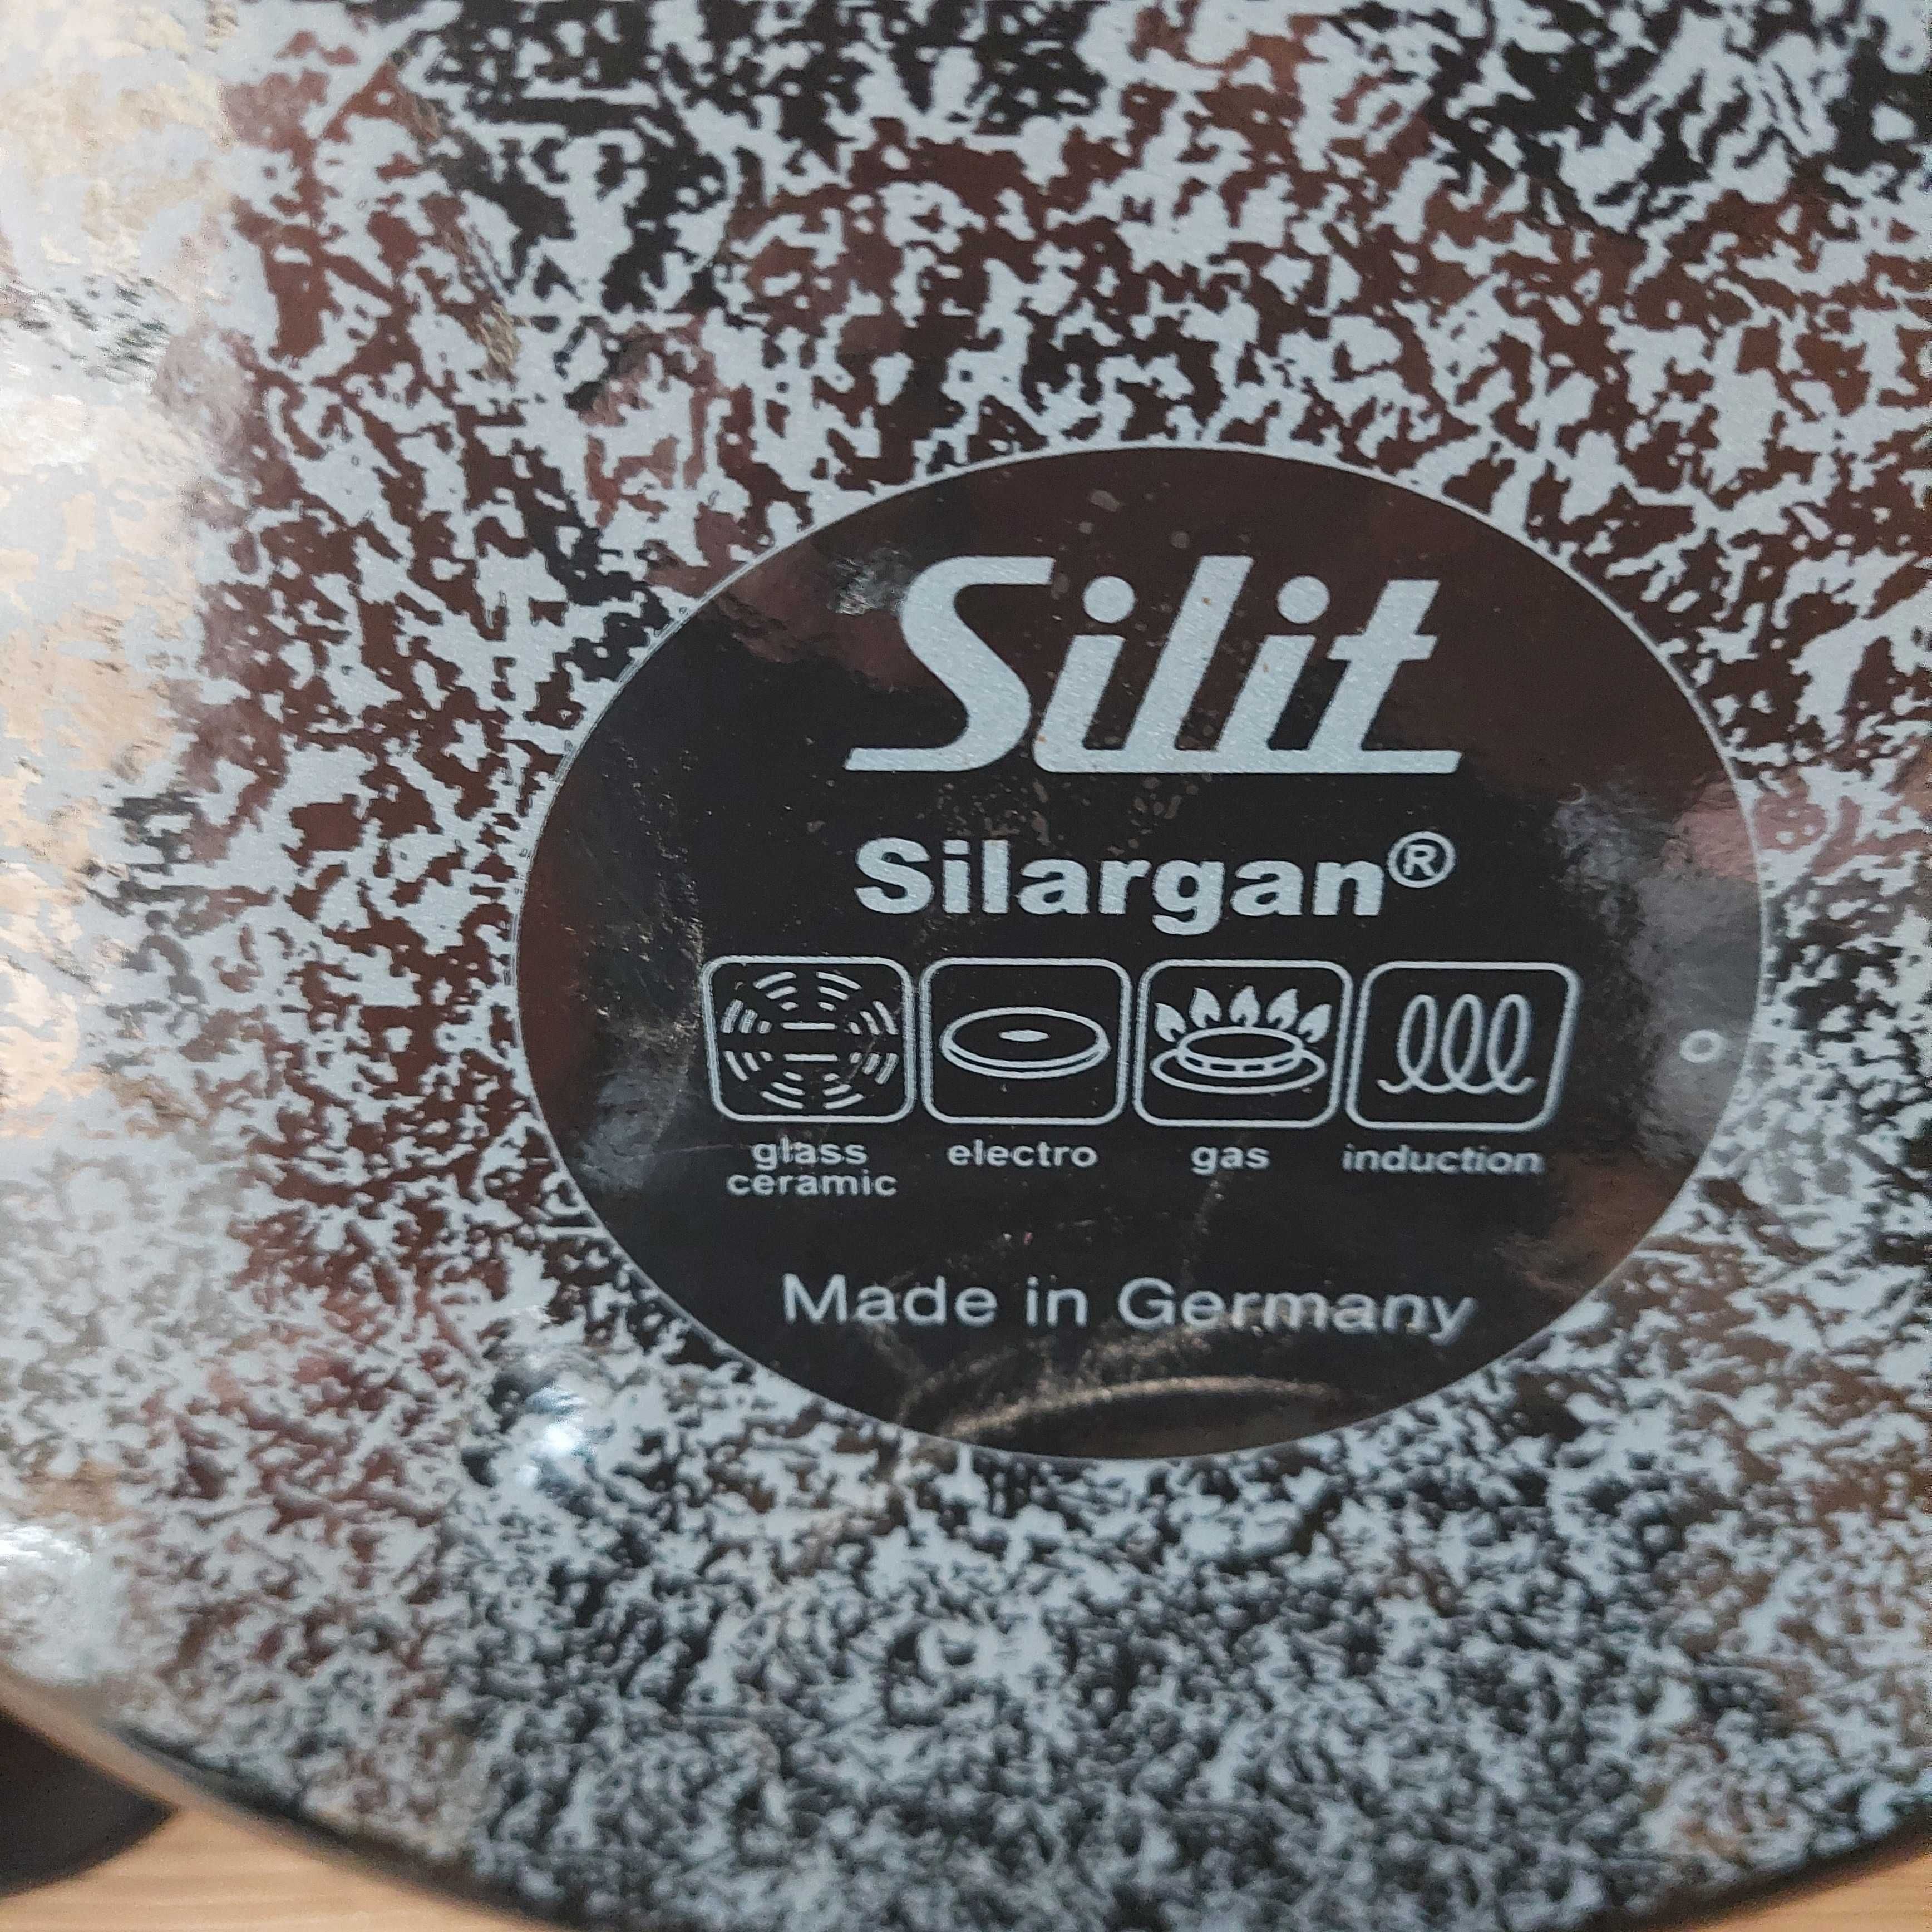 Silit
Silargan®
glass electro gas induction
ceramic
Made in Germany